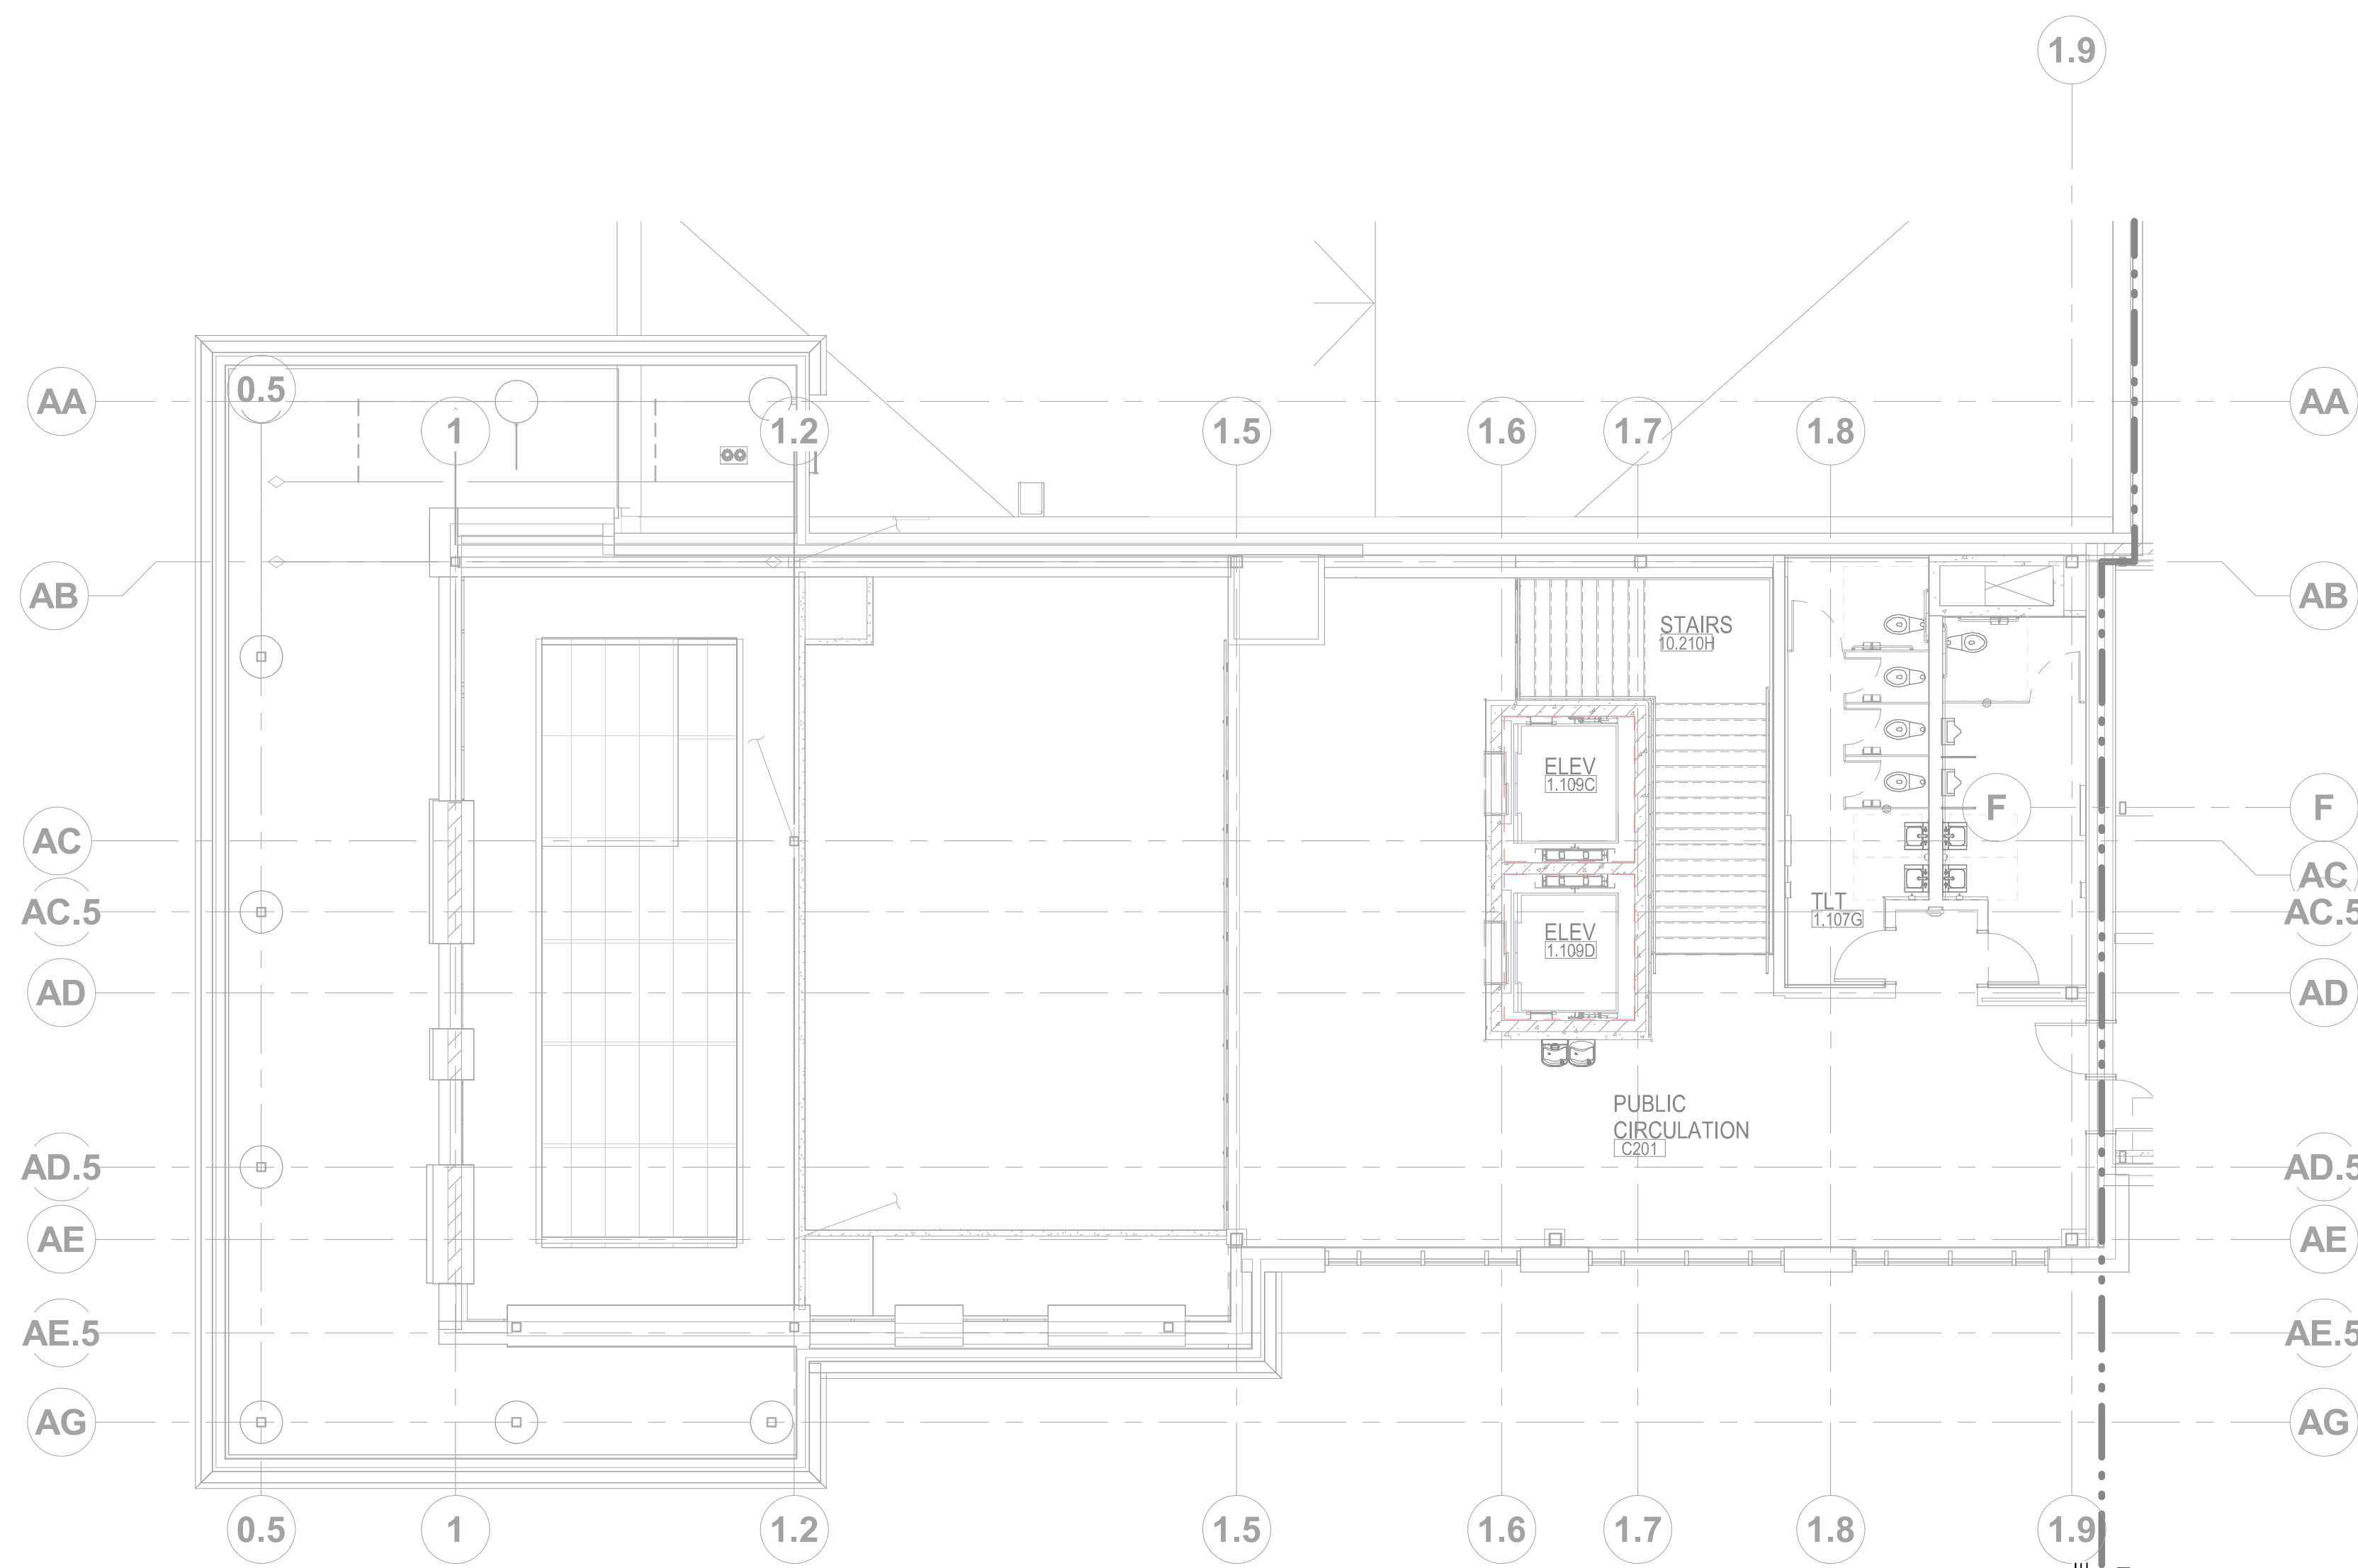 1.9
AA
0.5
AA
1
1.2
1.5
1.6
1.7
1.8
AB
AB
STAIRS
10.210H
ELEV
1.109C
F
F
AC
AC
AC.5
TLT
1.107G
AC.5
ELEV
1.109D
AD
AD
PUBLIC
CIRCULATION
C201
AD.5
AD.5
AE
AE
AE.5
AE.5
AG
AG
0.5
1
1.2
1.5
1.6
1.7
1.8
1.9